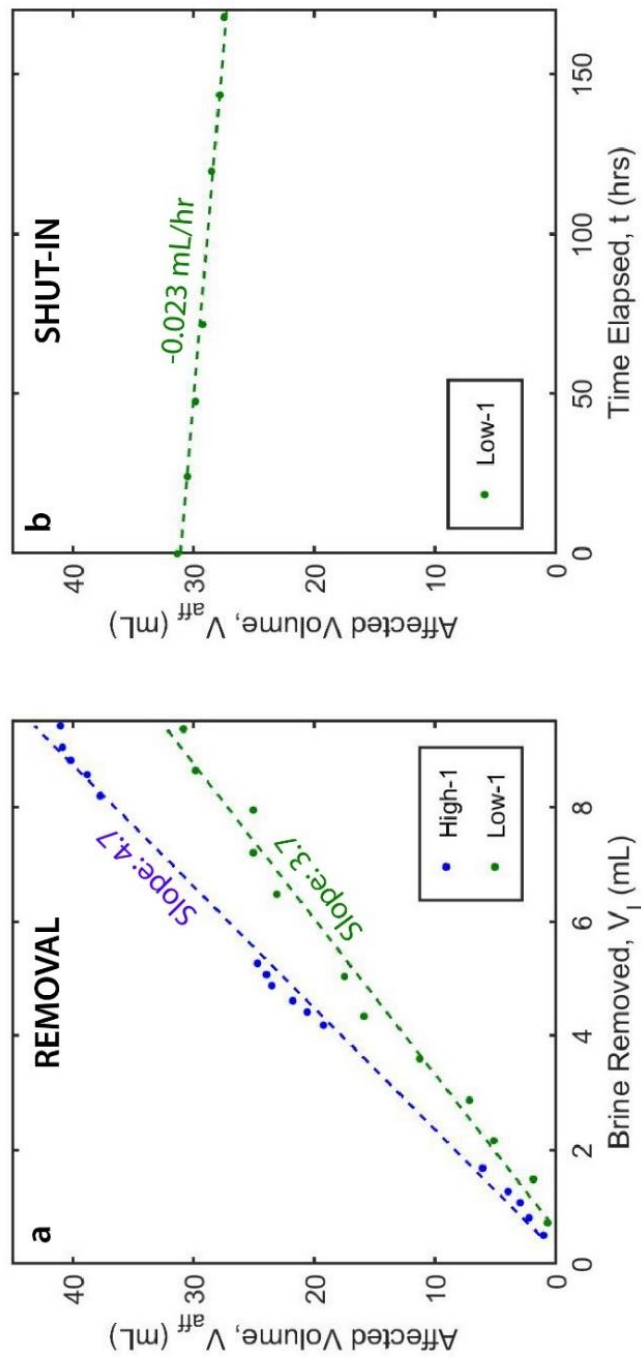 a
REMOVAL
Slope: 4.7
Slope: 3.7
High-1
Low-1
40
30
20
10
0
Affected Volume, V_aff (mL)
0
2
4
6
8
Brine Removed, V_l (mL)
b
SHUT-IN
-0.023 mL/hr
Low-1
40
30
20
10
0
Affected Volume, V_aff (mL)
0
50
100
150
Time Elapsed, t (hrs)